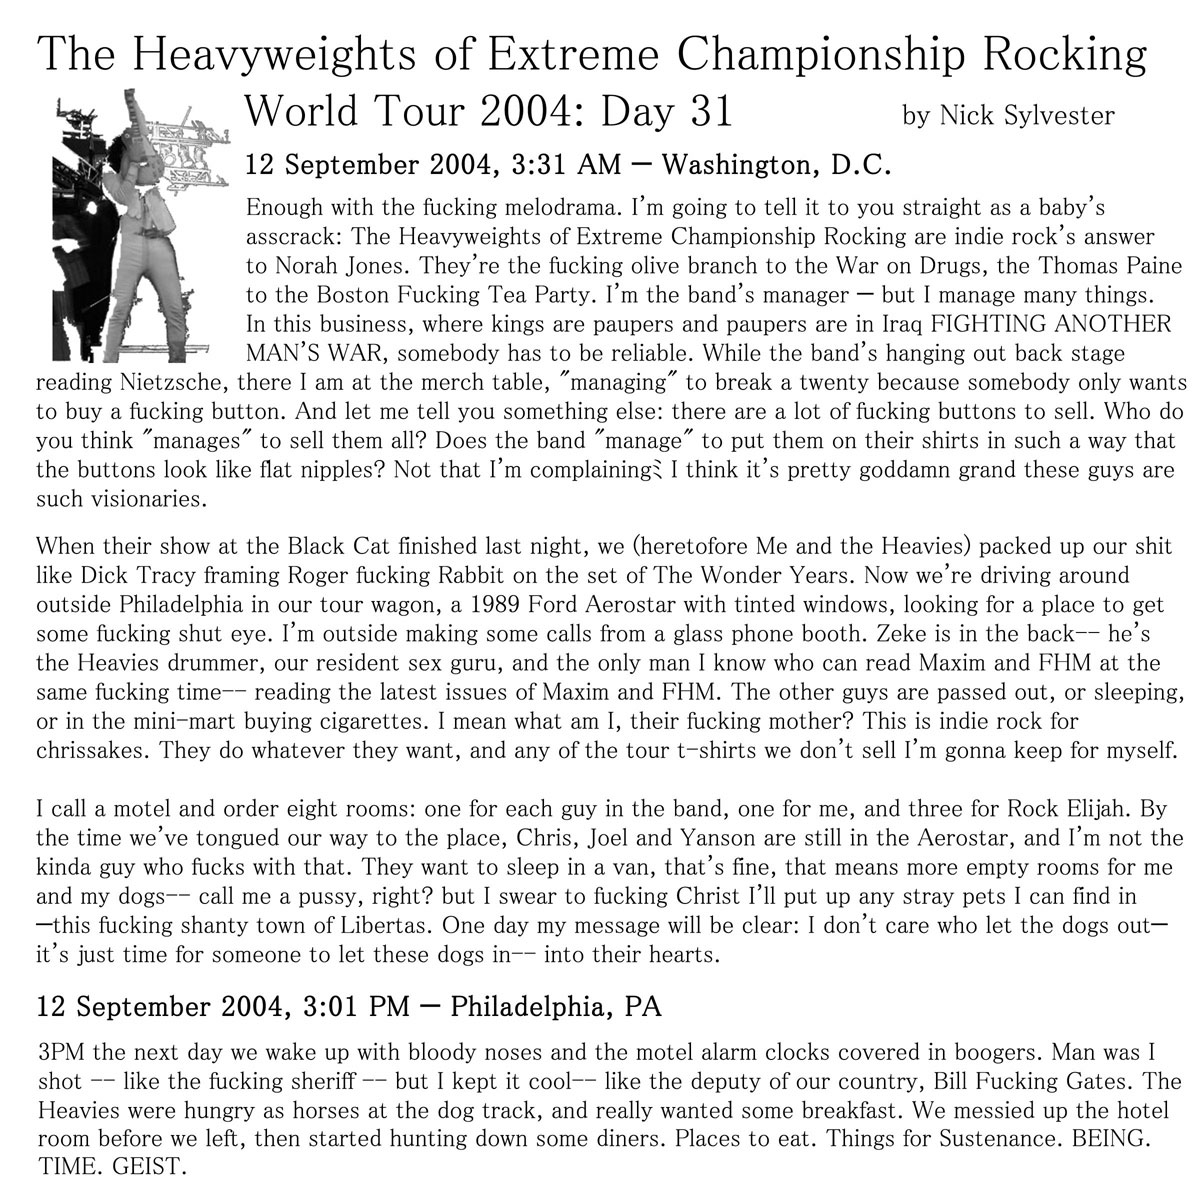 The Heavyweights of Extreme Championship Rocking
World Tour 2004: Day 31
by Nick Sylvester
12 September 2004, 3:31 AM — Washington, D.C.
Enough with the fucking melodrama. I'm going to tell it to you straight as a baby's
asscrack: The Heavyweights of Extreme Championship Rocking are indie rock's answer
to Norah Jones. They're the fucking olive branch to the War on Drugs, the Thomas Paine
to the Boston Fucking Tea Party. I'm the band's manager — but I manage many things.
In this business, where kings are paupers and paupers are in Iraq FIGHTING ANOTHER
MAN'S WAR, somebody has to be reliable. While the band's hanging out back stage
reading Nietzsche, there I am at the merch table, "managing" to break a twenty because somebody only wants
to buy a fucking button. And let me tell you something else: there are a lot of fucking buttons to sell. Who do
you think "manages" to sell them all? Does the band "manage" to put them on their shirts in such a way that
the buttons look like flat nipples? Not that I'm complaining⦚ I think it's pretty goddamn grand these guys are
such visionaries.
When their show at the Black Cat finished last night, we (heretofore Me and the Heavies) packed up our shit
like Dick Tracy framing Roger fucking Rabbit on the set of The Wonder Years. Now we're driving around
outside Philadelphia in our tour wagon, a 1989 Ford Aerostar with tinted windows, looking for a place to get
some fucking shut eye. I'm outside making some calls from a glass phone booth. Zeke is in the back-- he's
the Heavies drummer, our resident sex guru, and the only man I know who can read Maxim and FHM at the
same fucking time-- reading the latest issues of Maxim and FHM. The other guys are passed out, or sleeping,
or in the mini-mart buying cigarettes. I mean what am I, their fucking mother? This is indie rock for
chrissakes. They do whatever they want, and any of the tour t-shirts we don't sell I'm gonna keep for myself.
I call a motel and order eight rooms: one for each guy in the band, one for me, and three for Rock Elijah. By
the time we've tongued our way to the place, Chris, Joel and Yanson are still in the Aerostar, and I'm not the
kinda guy who fucks with that. They want to sleep in a van, that's fine, that means more empty rooms for me
and my dogs-- call me a pussy, right? but I swear to fucking Christ I'll put up any stray pets I can find in
—this fucking shanty town of Libertas. One day my message will be clear: I don't care who let the dogs out—
it's just time for someone to let these dogs in-- into their hearts.
12 September 2004, 3:01 PM — Philadelphia, PA
3PM the next day we wake up with bloody noses and the motel alarm clocks covered in boogers. Man was I
shot -- like the fucking sheriff -- but I kept it cool-- like the deputy of our country, Bill Fucking Gates. The
Heavies were hungry as horses at the dog track, and really wanted some breakfast. We messied up the hotel
room before we left, then started hunting down some diners. Places to eat. Things for Sustenance. BEING.
TIME. GEIST.